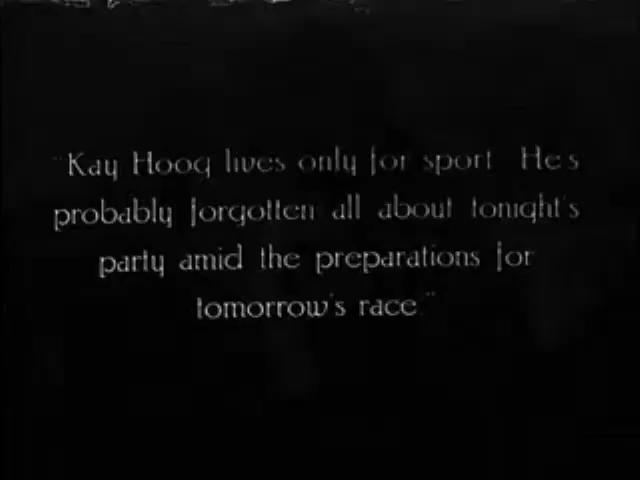 "Kay Hoog lives only for sport. He's
probably forgotten all about tonight's
party amid the preparations for
tomorrow's race."